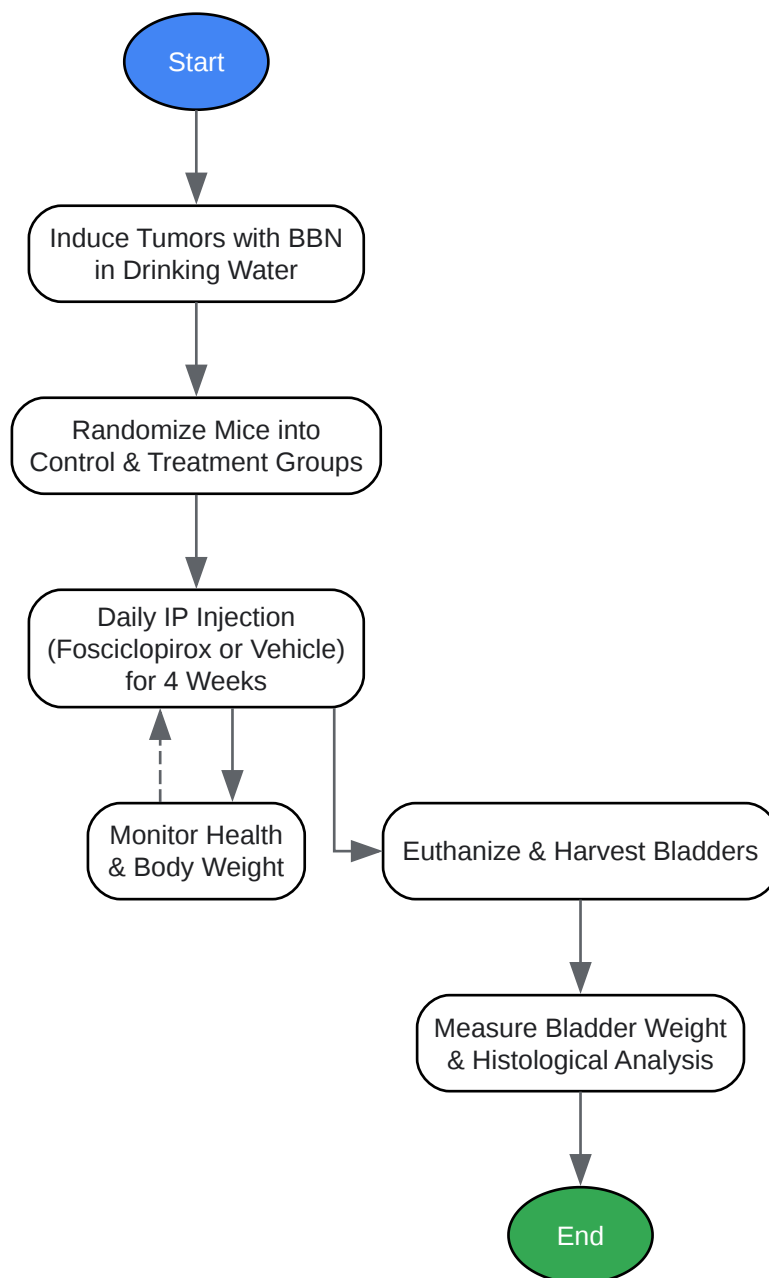 Start
Induce Tumors with BBN
in Drinking Water
Randomize Mice into
Control & Treatment Groups
Daily IP Injection
(Fosciclopirox or Vehicle)
for 4 Weeks
Monitor Health
& Body Weight
Euthanize & Harvest Bladders
Measure Bladder Weight
& Histological Analysis
End